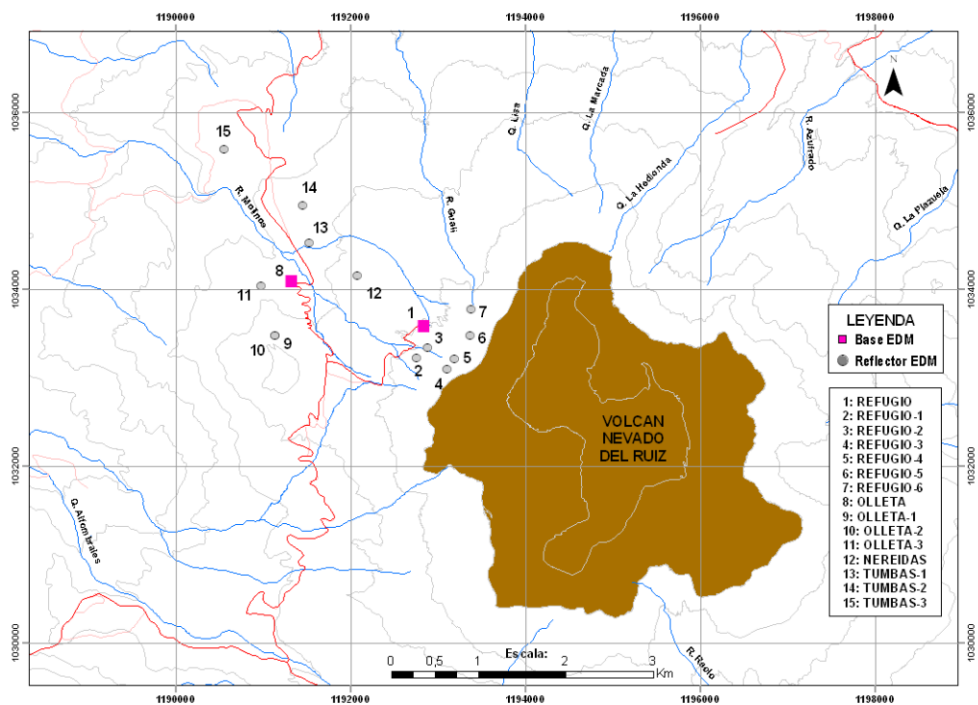 1190000 1192000 1194000 1196000 1198000
1036000 1036000
N
15
Q. Lisa
Q. La Marcada
R. Azufrado
R. Molinos
14
R. Guali
Q. La Hedionda
Q. La Plazuela
13
8
1034000 1034000
11
12
1
7
LEYENDA
Base EDM
Reflector EDM
3
6
10
9
2
5
4
1: REFUGIO
2: REFUGIO-1
3: REFUGIO-2
4: REFUGIO-3
5: REFUGIO-4
6: REFUGIO-5
7: REFUGIO-6
8: OLLETA
9: OLLETA-1
10: OLLETA-2
11: OLLETA-3
12: NEREIDAS
13: TUMBAS-1
14: TUMBAS-2
15: TUMBAS-3
VOLCAN
NEVADO
DEL RUIZ
1032000 1032000
Q. Alfombrales
1030000 1030000
Escala:
0 0,5 1 2 3
Km
1190000 1192000 1194000 1196000 1198000